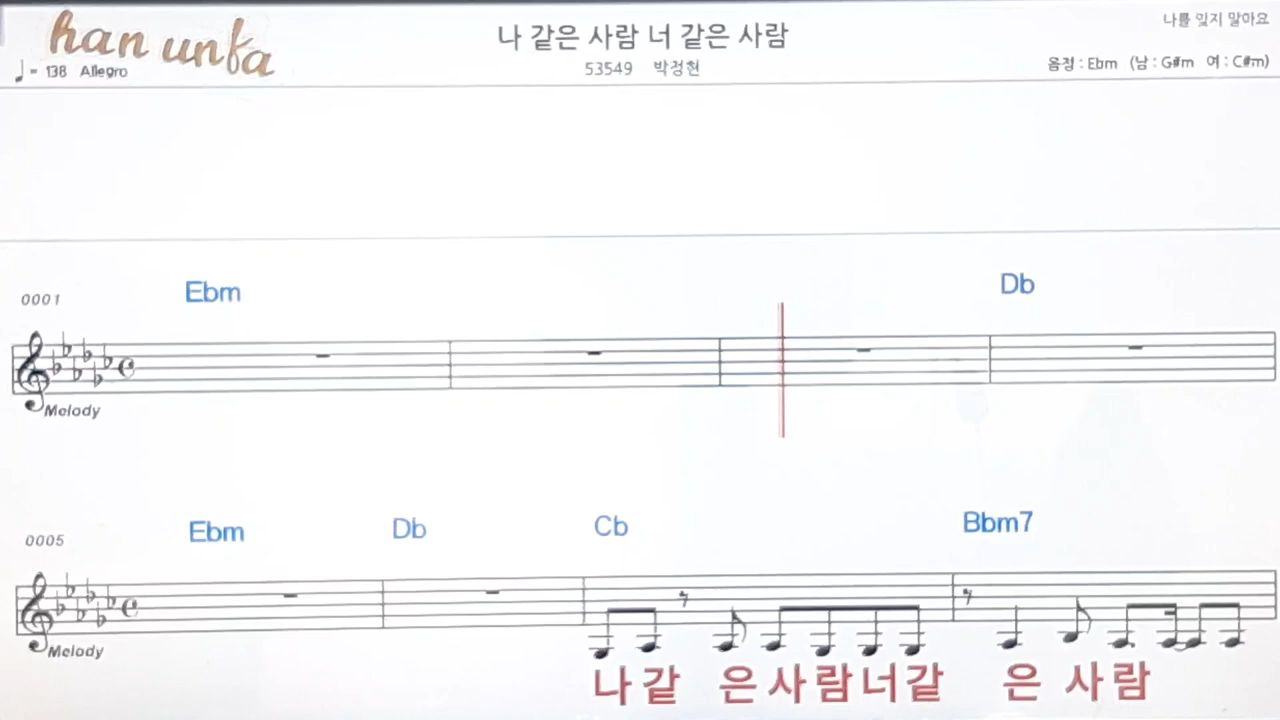 han unfa
나 같은 사람 너 같은 사람
나를 잊지 말아요
♩= 138 Allegro
53549 박정현
음정 : Ebm (남 : G#m 여 : C#m)
0001 Ebm Db
Melody
0005 Ebm Db Cb Bbm7
Melody
나같 은사람너같 은 사람